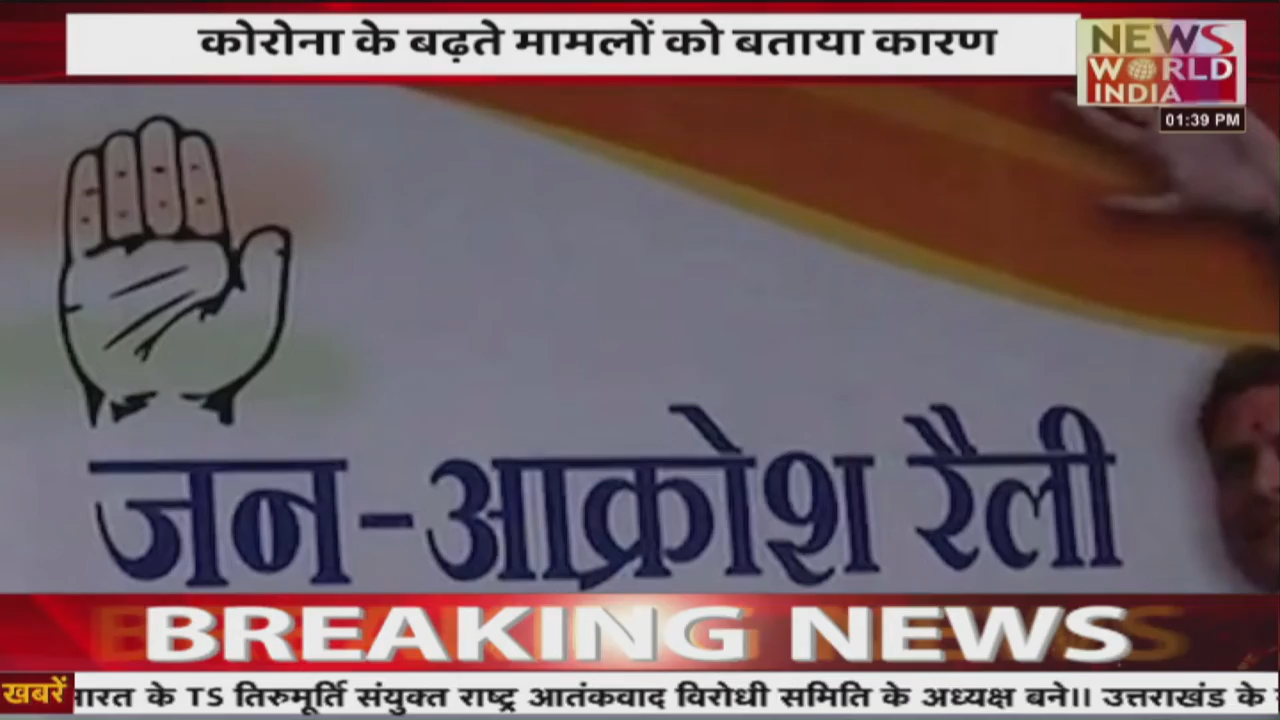 कोरोना के बढ़ते मामलों को बताया कारण
NEWS
WORLD
INDIA
01:39 PM
जन-आक्रोश रैली
BREAKING NEWS
खबरें
के TS तिरुमूर्ति संयुक्त राष्ट्र आतंकवाद विरोधी समिति के अध्यक्ष बने।। उत्तराखंड के